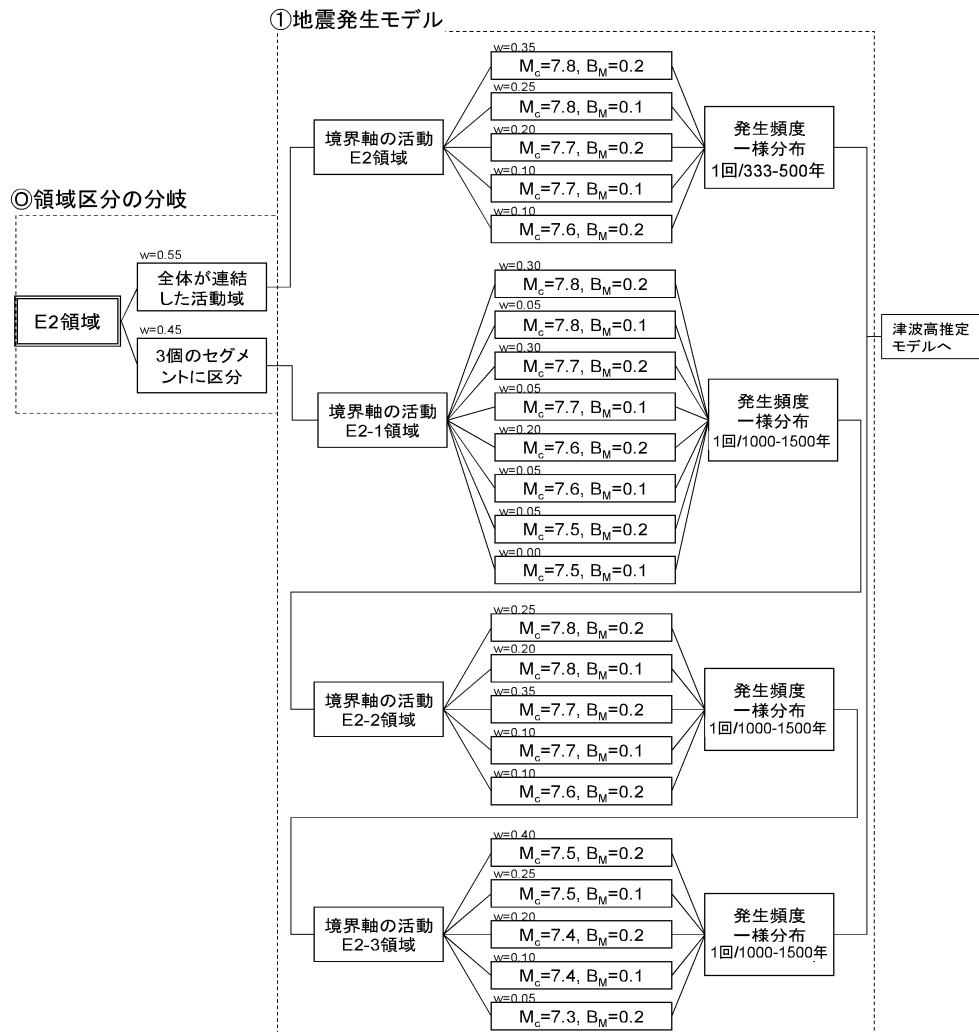 ①地震発生モデル
w=0.35
Mc=7.8, BM=0.2
w=0.25
Mc=7.8, BM=0.1
w=0.20
Mc=7.7, BM=0.2
w=0.10
Mc=7.7, BM=0.1
w=0.10
Mc=7.6, BM=0.2
境界軸の活動
E2領域
発生頻度
一様分布
1回/333-500年
⓪領域区分の分岐
w=0.55
全体が連結
した活動域
E2領域
w=0.45
3個のセグメ
ントに区分
w=0.30
Mc=7.8, BM=0.2
w=0.05
Mc=7.8, BM=0.1
w=0.30
Mc=7.7, BM=0.2
w=0.05
Mc=7.7, BM=0.1
w=0.20
Mc=7.6, BM=0.2
w=0.05
Mc=7.6, BM=0.1
w=0.05
Mc=7.5, BM=0.2
w=0.00
Mc=7.5, BM=0.1
境界軸の活動
E2-1領域
発生頻度
一様分布
1回/1000-1500年
津波高推定
モデルへ
w=0.25
Mc=7.8, BM=0.2
w=0.20
Mc=7.8, BM=0.1
w=0.35
Mc=7.7, BM=0.2
w=0.10
Mc=7.7, BM=0.1
w=0.10
Mc=7.6, BM=0.2
境界軸の活動
E2-2領域
発生頻度
一様分布
1回/1000-1500年
w=0.40
Mc=7.5, BM=0.2
w=0.25
Mc=7.5, BM=0.1
w=0.20
Mc=7.4, BM=0.2
w=0.10
Mc=7.4, BM=0.1
w=0.05
Mc=7.3, BM=0.2
境界軸の活動
E2-3領域
発生頻度
一様分布
1回/1000-1500年